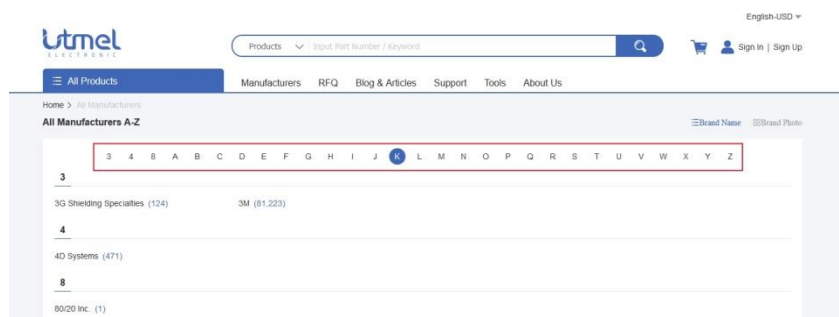 English-USD
Utmel
ELECTRONIC
Products Input Part Number / Keyword
Sign In | Sign Up
All Products Manufacturers RFQ Blog & Articles Support Tools About Us
Home > All Manufacturers
All Manufacturers A-Z
Brand Name Brand Photo
3 4 8 A B C D E F G H I J K L M N O P Q R S T U V W X Y Z
3
3G Shielding Specialties (124) 3M (81,223)
4
4D Systems (471)
8
80/20 Inc. (1)